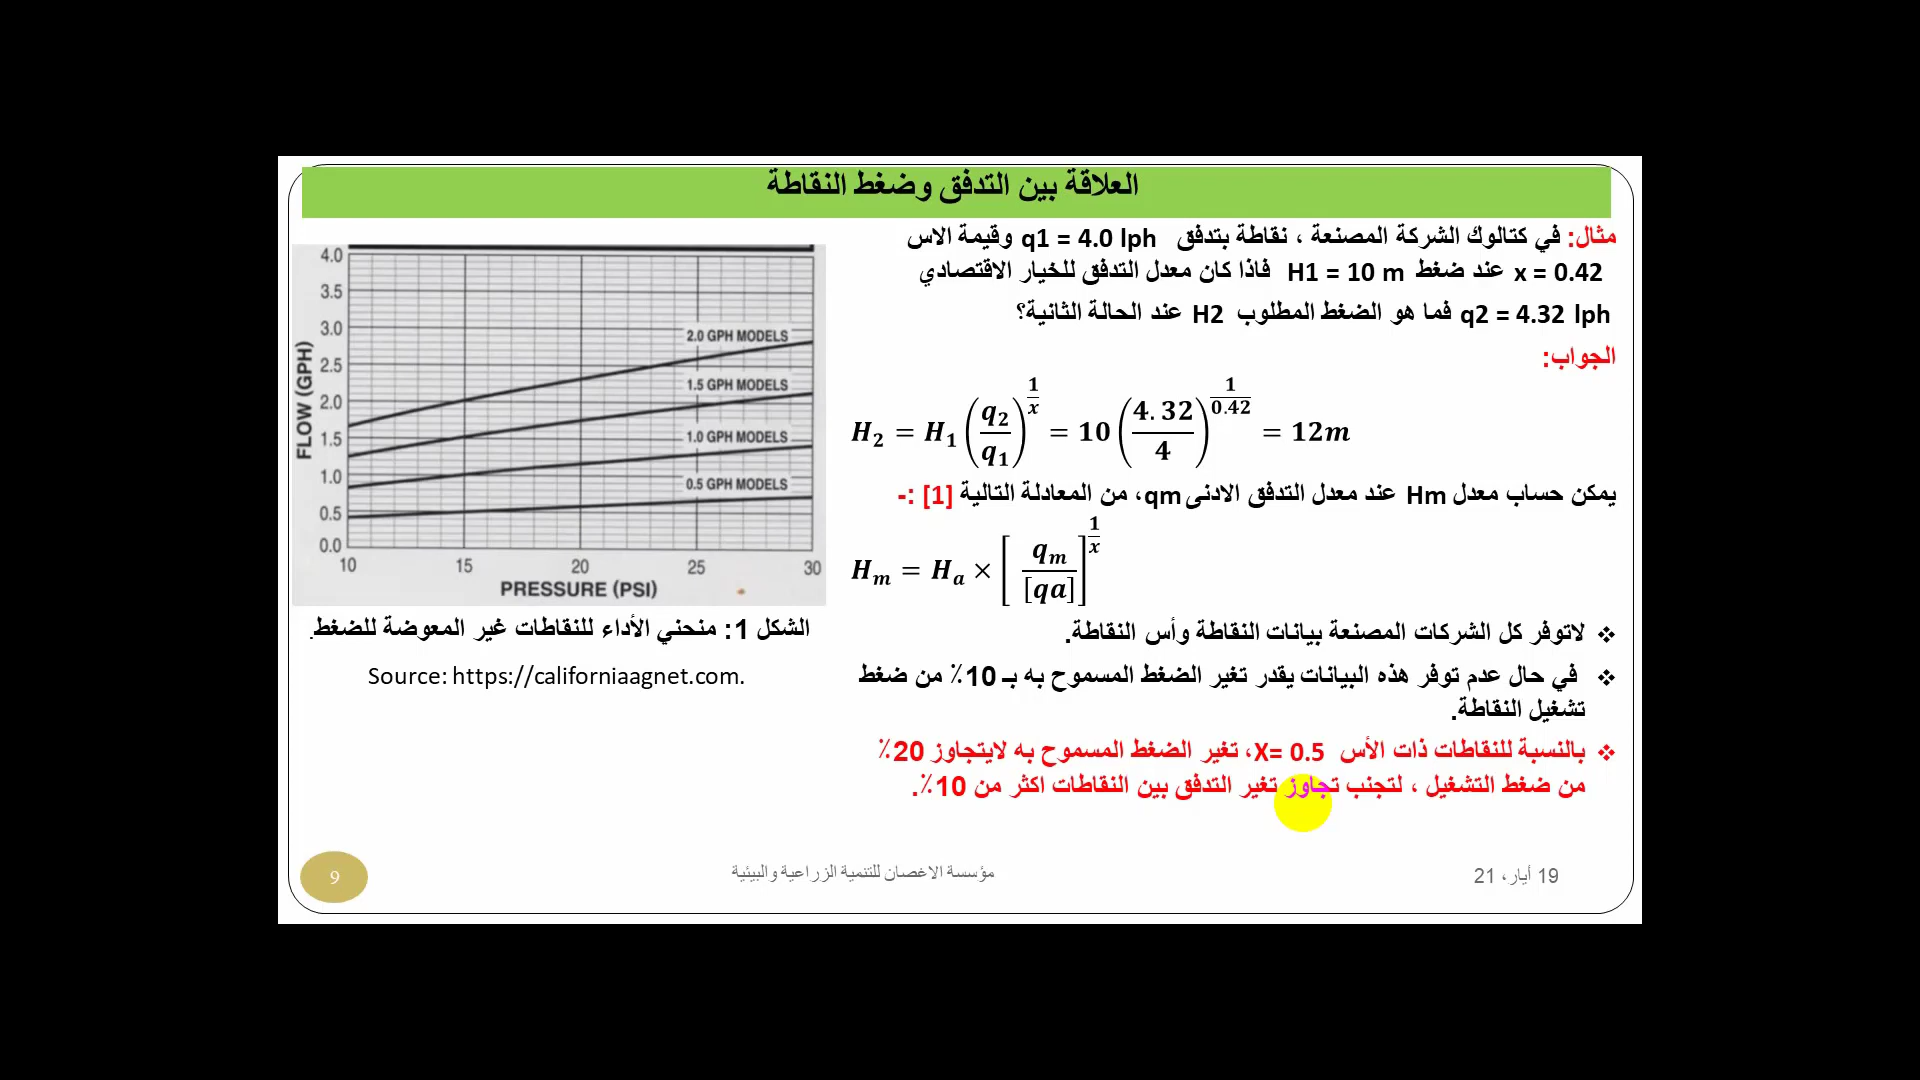 العلاقة بين التدفق وضغط النقاطة
مثال: في كتالوك الشركة المصنعة ، نقاطة بتدفق q1 = 4.0 lph وقيمة الاس
x = 0.42 عند ضغط H1 = 10 m فاذا كان معدل التدفق للخيار الاقتصادي
q2 = 4.32 lph فما هو الضغط المطلوب H2 عند الحالة الثانية؟
الجواب:
H₂ = H₁ (q₂/q₁)^(1/x) = 10 (4.32/4)^(1/0.42) = 12m
يمكن حساب معدل Hm عند معدل التدفق الادنى qm، من المعادلة التالية [1] :-
Hₘ = Hₐ × [qₘ/[qa]]^(1/x)
❖ لاتوفر كل الشركات المصنعة بيانات النقاطة وأس النقاطة.
❖ في حال عدم توفر هذه البيانات يقدر تغير الضغط المسموح به بـ 10٪ من ضغط
تشغيل النقاطة.
❖ بالنسبة للنقاطات ذات الأس X= 0.5، تغير الضغط المسموح به لايتجاوز 20٪
من ضغط التشغيل ، لتجنب تجاوز تغير التدفق بين النقاطات اكثر من 10٪.
FLOW (GPH)
4.0
3.5
3.0
2.5
2.0
1.5
1.0
0.5
0.0
2.0 GPH MODELS
1.5 GPH MODELS
1.0 GPH MODELS
0.5 GPH MODELS
10 15 20 25 30
PRESSURE (PSI)
الشكل 1: منحني الأداء للنقاطات غير المعوضة للضغط.
Source: https://californiaagnet.com.
19 أيار، 21
مؤسسة الاغصان للتنمية الزراعية والبيئية
9